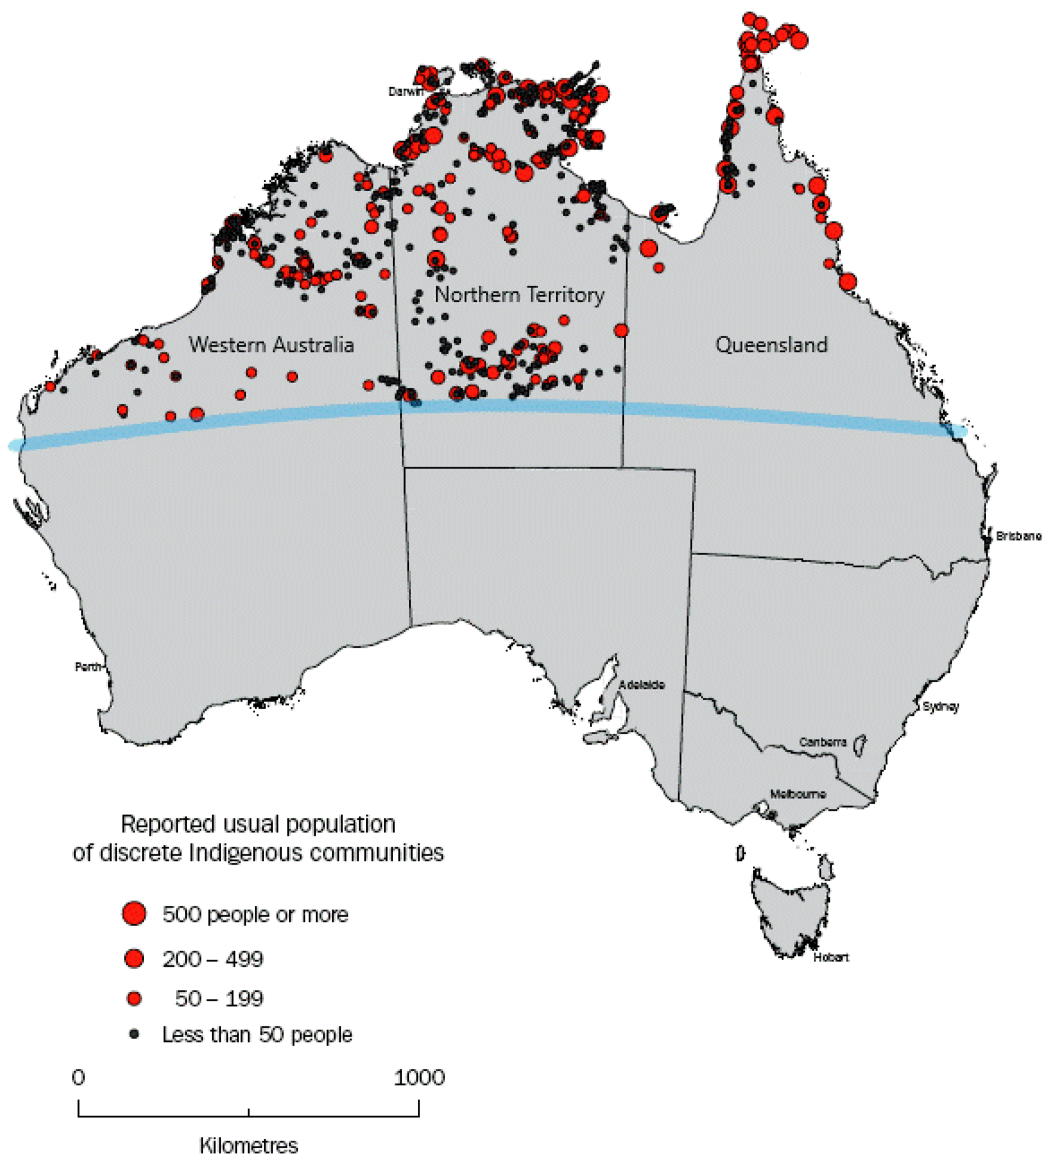 Darwin
Northern Territory
Western Australia
Queensland
Brisbane
Perth
Adelaide
Sydney
Canberra
Melbourne
Hobart
Reported usual population
of discrete Indigenous communities
500 people or more
200 – 499
50 – 199
Less than 50 people
0 1000
Kilometres